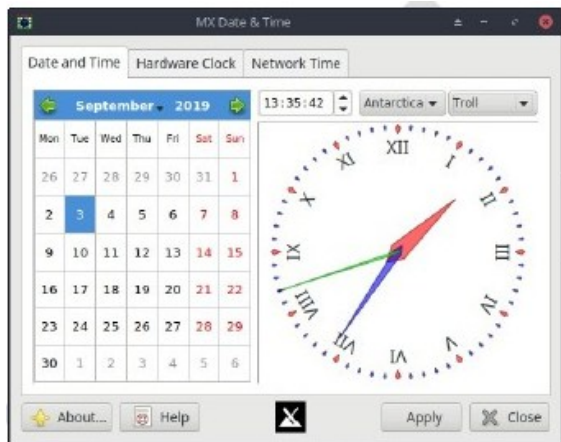 MX Date & Time
Date and Time Hardware Clock Network Time
September 2019 13:35:42 Antarctica Troll
Mon Tue Wed Thu Fri Sat Sun
26 27 28 29 30 31 1
2 3 4 5 6 7 8
9 10 11 12 13 14 15
16 17 18 19 20 21 22
23 24 25 26 27 28 29
30 1 2 3 4 5 6
XII
I
II
III
IV
V
VI
VII
VIII
IX
X
XI
About... Help Apply Close